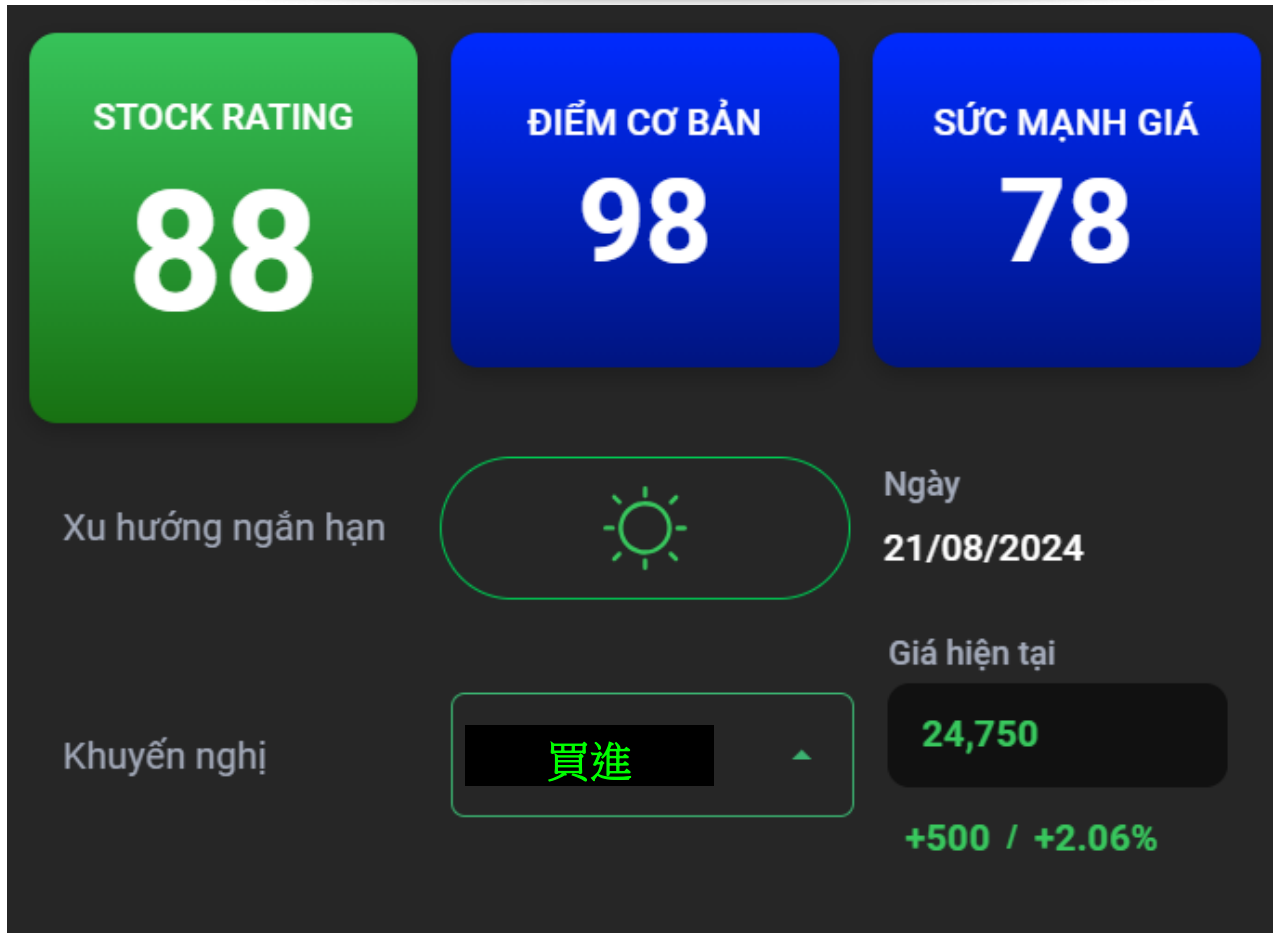 STOCK RATING
88
ĐIỂM CƠ BẢN
98
SỨC MẠNH GIÁ
78
Xu hướng ngắn hạn
Ngày
21/08/2024
Khuyến nghị
買進
Giá hiện tại
24,750
+500 / +2.06%